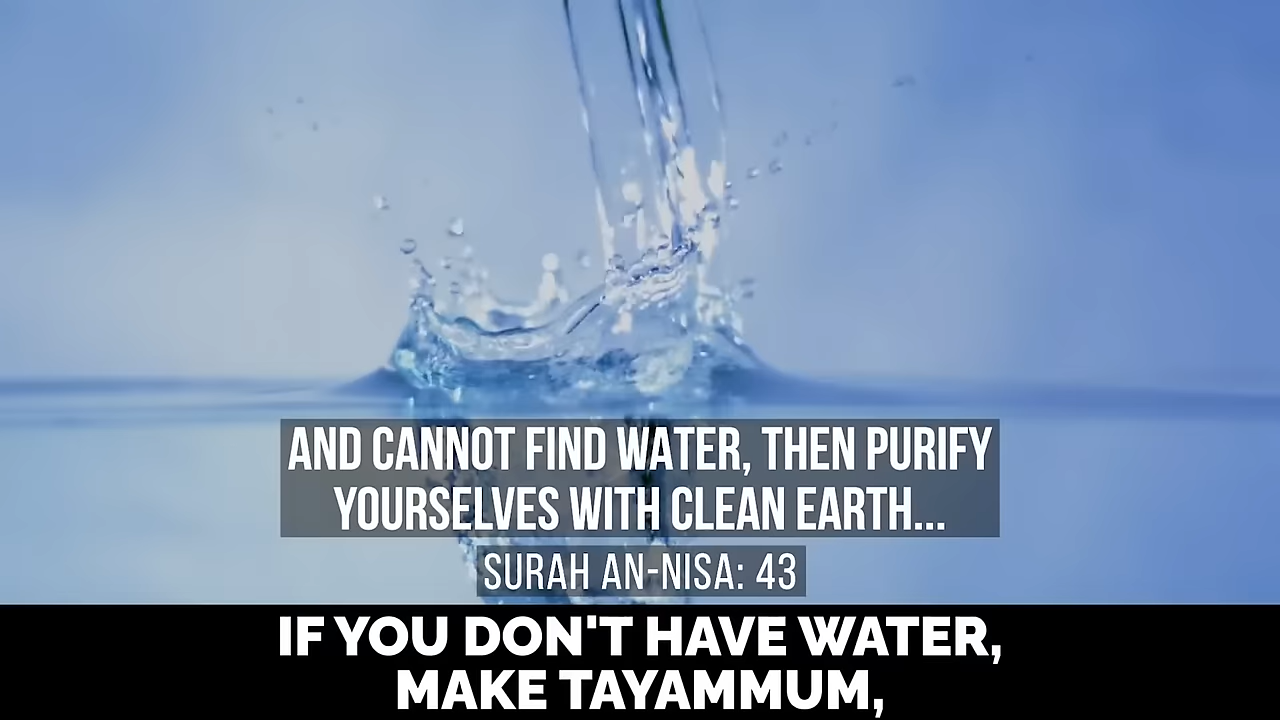 AND CANNOT FIND WATER, THEN PURIFY
YOURSELVES WITH CLEAN EARTH...
SURAH AN-NISA: 43
IF YOU DON'T HAVE WATER,
MAKE TAYAMMUM,